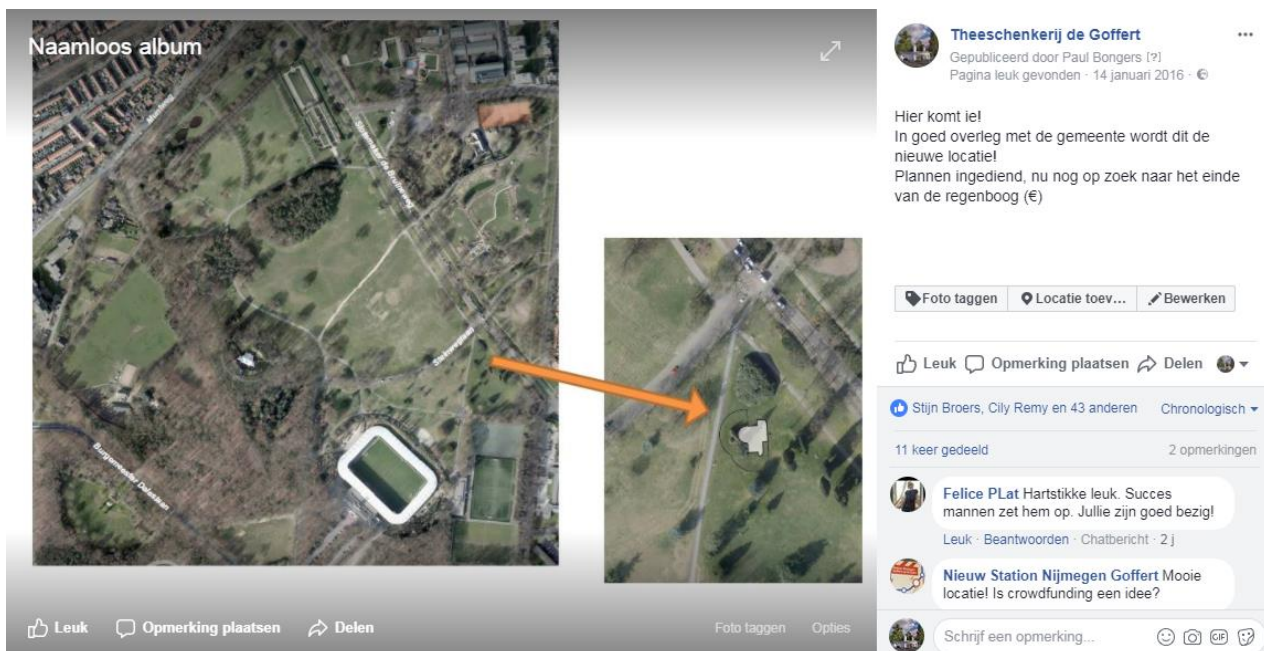 Naamloos album
Steinweglaan
Theeschenkerij de Goffert
Gepubliceerd door Paul Bongers [?]
Pagina leuk gevonden · 14 januari 2016 ·
Hier komt ie!
In goed overleg met de gemeente wordt dit de
nieuwe locatie!
Plannen ingediend, nu nog op zoek naar het einde
van de regenboog (€)
Foto taggen Locatie toev... Bewerken
Leuk Opmerking plaatsen Delen
Stijn Broers, Cily Remy en 43 anderen Chronologisch
11 keer gedeeld 2 opmerkingen
Felice PLat Hartstikke leuk. Succes
mannen zet hem op. Jullie zijn goed bezig!
Leuk · Beantwoorden · Chatbericht · 2 j
Nieuw Station Nijmegen Goffert Mooie
locatie! Is crowdfunding een idee?
Schrijf een opmerking...
GIF
Leuk Opmerking plaatsen Delen Foto taggen Opties